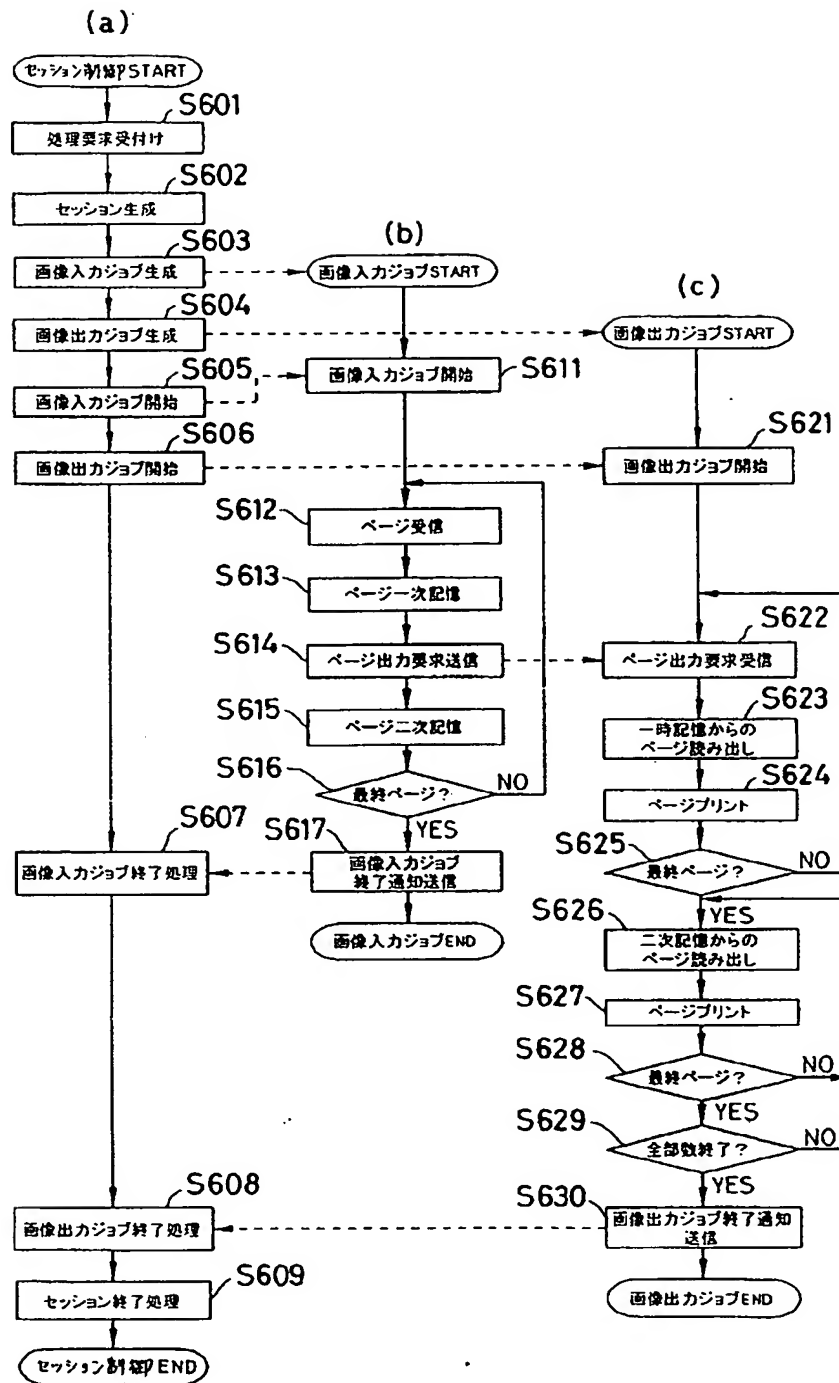 (a)
セッション制御START
S601
処理要求受付け
S602
セッション生成
S603
画像入力ジョブ生成
S604
画像出力ジョブ生成
S605
画像入力ジョブ開始
S606
画像出力ジョブ開始
S607
画像入力ジョブ終了処理
S608
画像出力ジョブ終了処理
S609
セッション終了処理
セッション制御END
(b)
画像入力ジョブSTART
画像入力ジョブ開始
S611
S612
ページ受信
S613
ページ一次記憶
S614
ページ出力要求送信
S615
ページ二次記憶
S616
最終ページ?
NO
YES
S617
画像入力ジョブ
終了通知送信
画像入力ジョブEND
(c)
画像出力ジョブSTART
S621
画像出力ジョブ開始
S622
ページ出力要求受信
S623
一時記憶からの
ページ読み出し
S624
ページプリント
S625
最終ページ?
NO
YES
S626
二次記憶からの
ページ読み出し
S627
ページプリント
S628
最終ページ?
NO
YES
S629
全部数終了?
NO
YES
S630
画像出力ジョブ終了通知
送信
画像出力ジョブEND